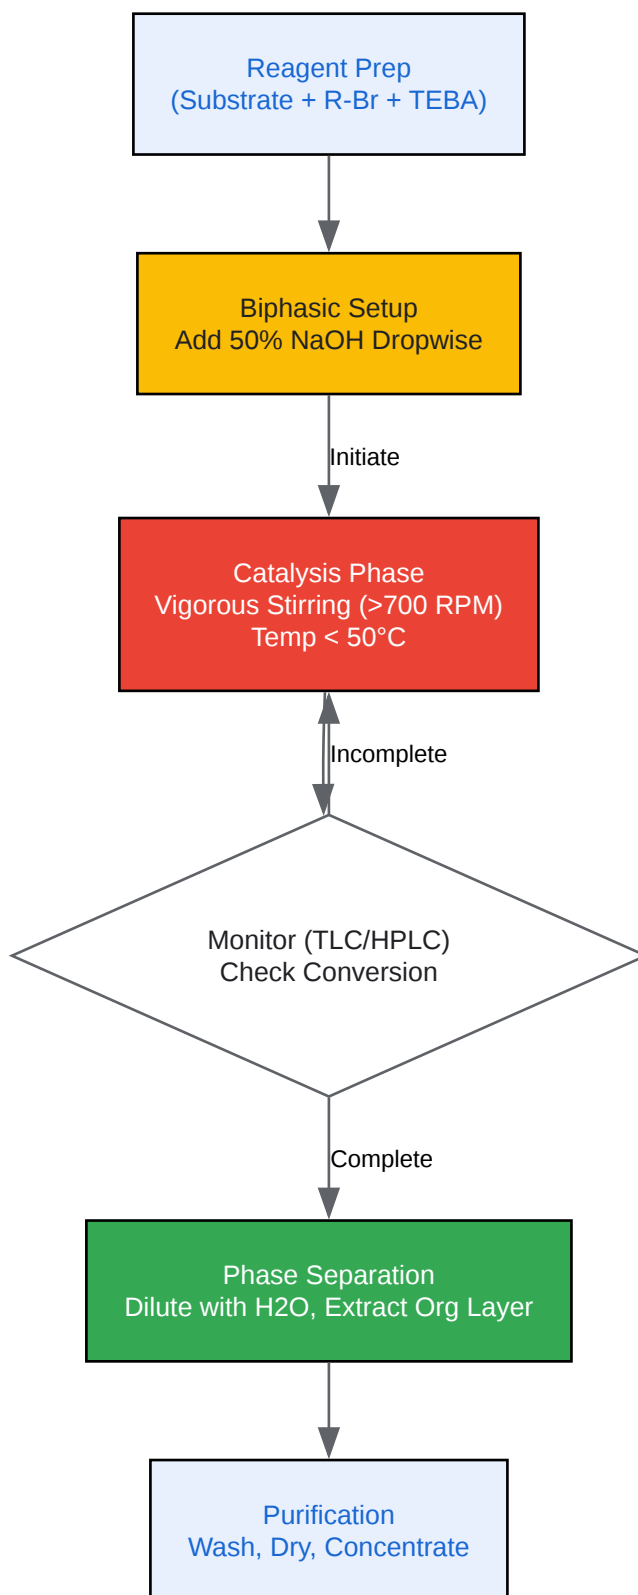 Reagent Prep
(Substrate + R-Br + TEBA)
Biphasic Setup
Add 50% NaOH Dropwise
Initiate
Catalysis Phase
Vigorous Stirring (>700 RPM)
Temp < 50°C
Incomplete
Monitor (TLC/HPLC)
Check Conversion
Complete
Phase Separation
Dilute with H2O, Extract Org Layer
Purification
Wash, Dry, Concentrate